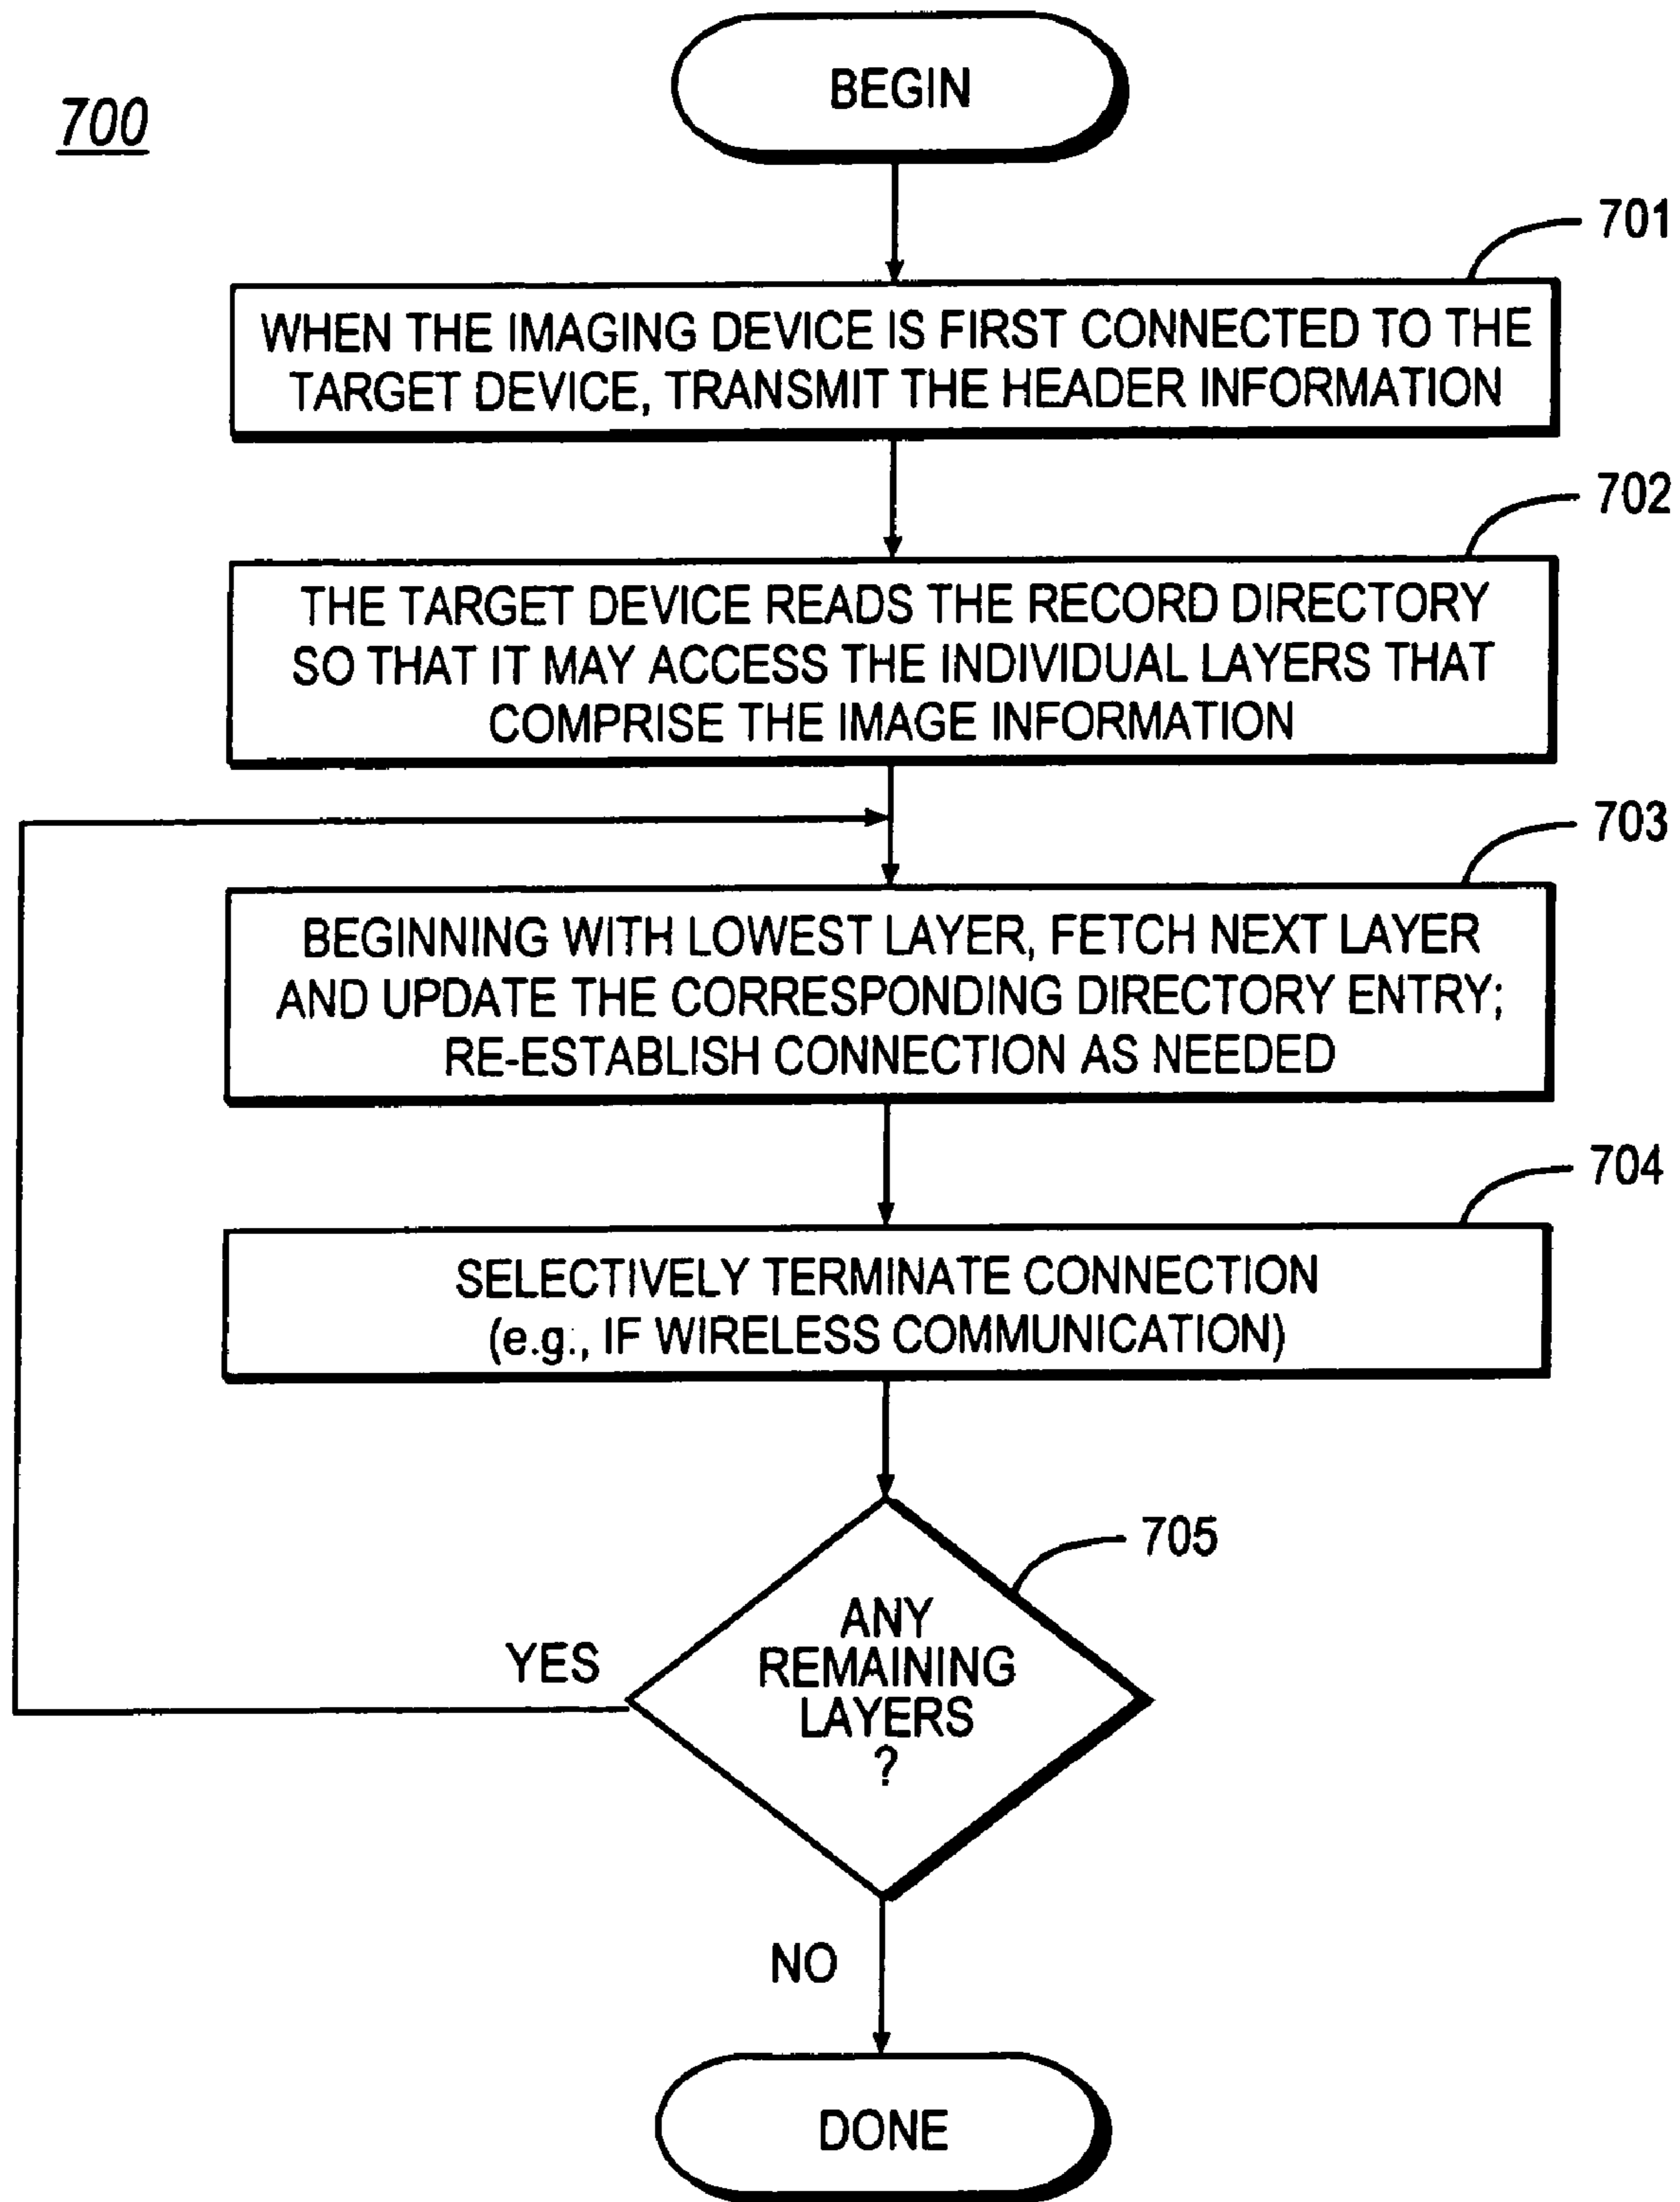 700
BEGIN
701
WHEN THE IMAGING DEVICE IS FIRST CONNECTED TO THE
TARGET DEVICE, TRANSMIT THE HEADER INFORMATION
702
THE TARGET DEVICE READS THE RECORD DIRECTORY
SO THAT IT MAY ACCESS THE INDIVIDUAL LAYERS THAT
COMPRISE THE IMAGE INFORMATION
703
BEGINNING WITH LOWEST LAYER, FETCH NEXT LAYER
AND UPDATE THE CORRESPONDING DIRECTORY ENTRY;
RE-ESTABLISH CONNECTION AS NEEDED
704
SELECTIVELY TERMINATE CONNECTION
(e.g., IF WIRELESS COMMUNICATION)
705
ANY
REMAINING
LAYERS
?
YES
NO
DONE